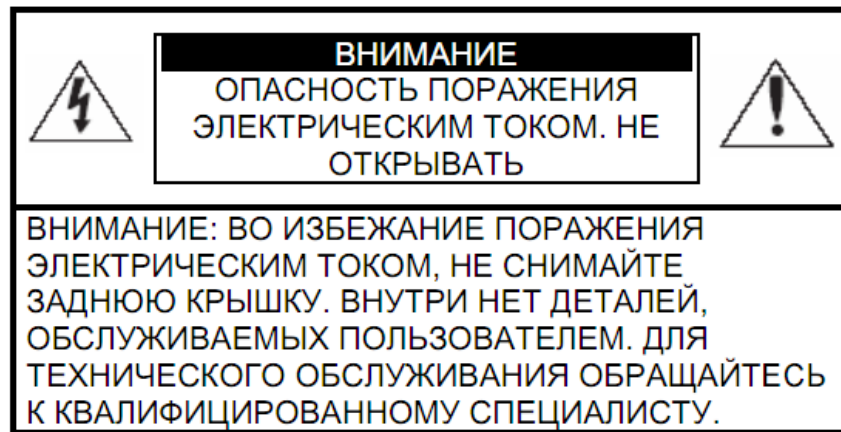 ВНИМАНИЕ
ОПАСНОСТЬ ПОРАЖЕНИЯ
ЭЛЕКТРИЧЕСКИМ ТОКОМ. НЕ
ОТКРЫВАТЬ
ВНИМАНИЕ: ВО ИЗБЕЖАНИЕ ПОРАЖЕНИЯ
ЭЛЕКТРИЧЕСКИМ ТОКОМ, НЕ СНИМАЙТЕ
ЗАДНЮЮ КРЫШКУ. ВНУТРИ НЕТ ДЕТАЛЕЙ,
ОБСЛУЖИВАЕМЫХ ПОЛЬЗОВАТЕЛЕМ. ДЛЯ
ТЕХНИЧЕСКОГО ОБСЛУЖИВАНИЯ ОБРАЩАЙТЕСЬ
К КВАЛИФИЦИРОВАННОМУ СПЕЦИАЛИСТУ.